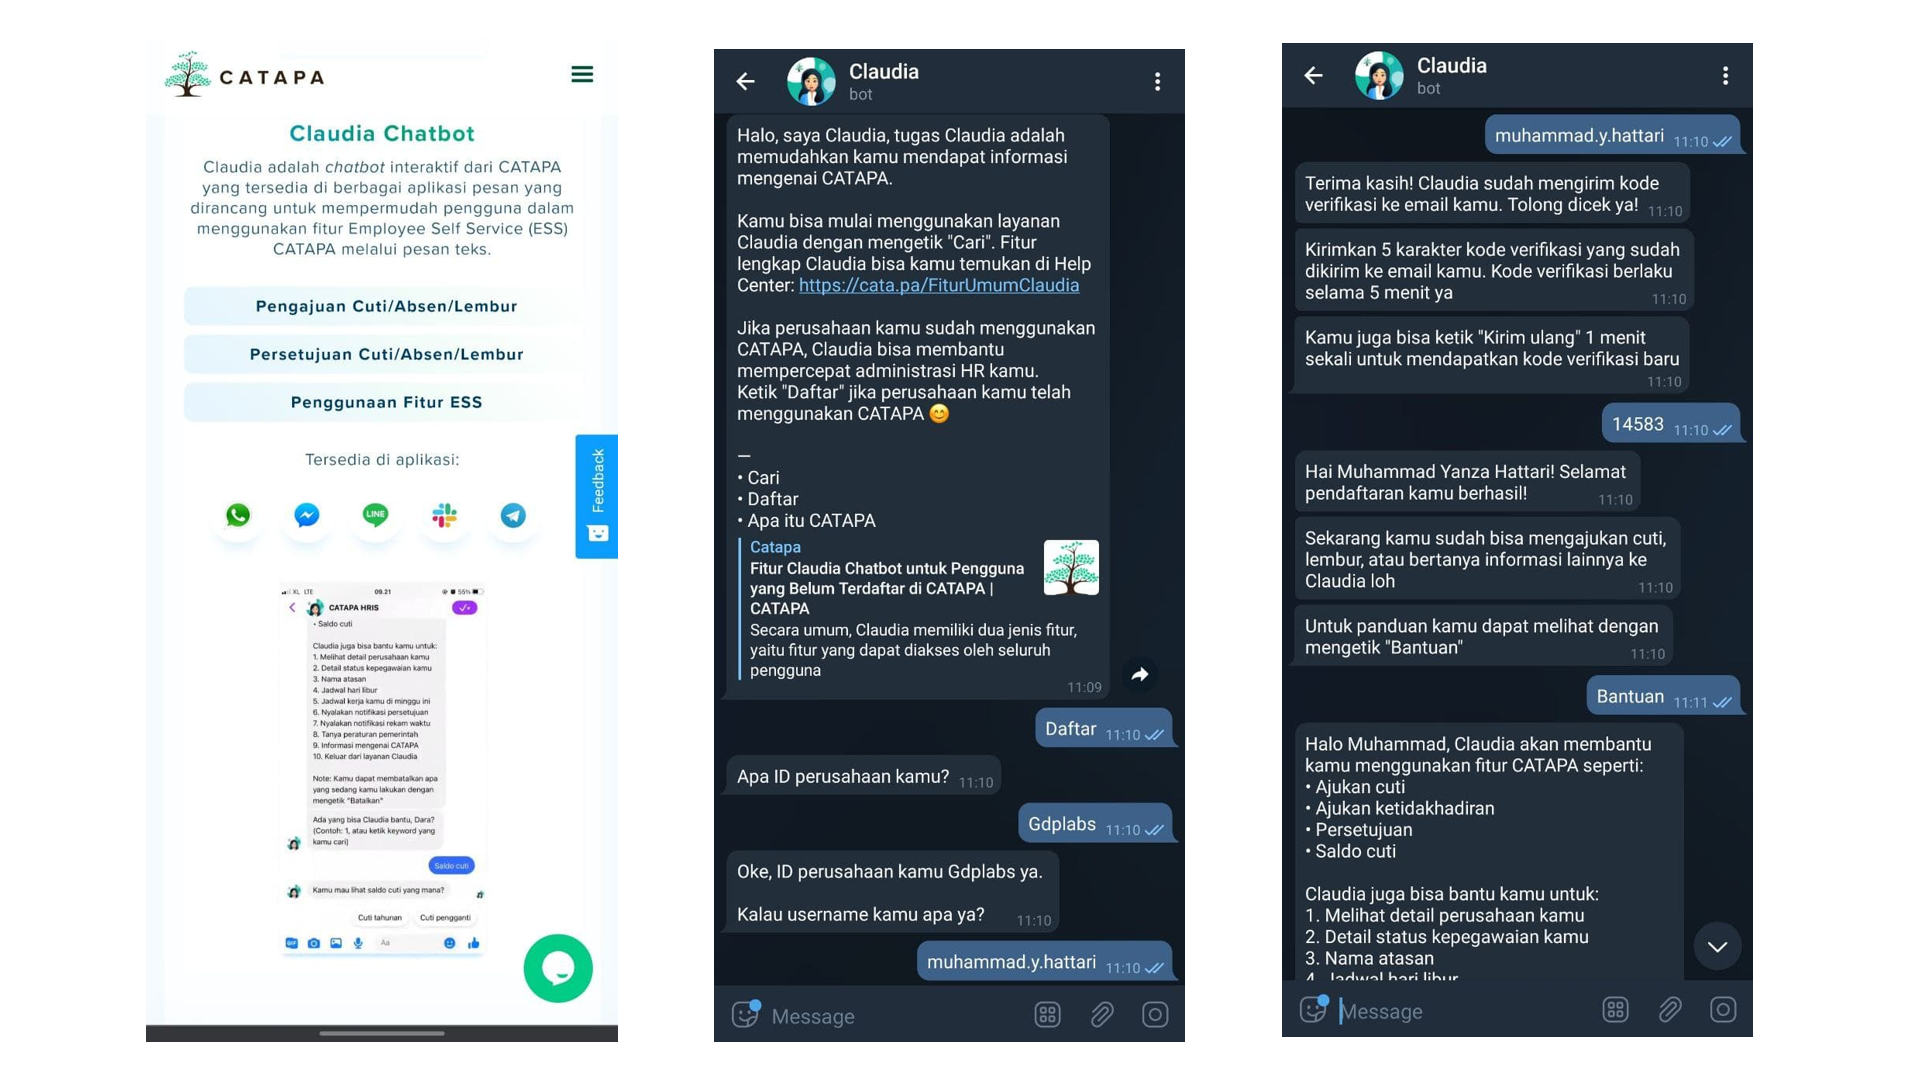 CATAPA
Claudia Chatbot
Claudia adalah chatbot interaktif dari CATAPA
yang tersedia di berbagai aplikasi pesan yang
dirancang untuk mempermudah pengguna dalam
menggunakan fitur Employee Self Service (ESS)
CATAPA melalui pesan teks.
Pengajuan Cuti/Absen/Lembur
Persetujuan Cuti/Absen/Lembur
Penggunaan Fitur ESS
Tersedia di aplikasi:
LINE
Feedback
XL LTE 09.21 55%
CATAPA HRIS
• Saldo cuti
Claudia juga bisa bantu kamu untuk:
1. Melihat detail perusahaan kamu
2. Detail status kepegawaian kamu
3. Nama atasan
4. Jadwal hari libur
5. Jadwal kerja kamu di minggu ini
6. Nyalakan notifikasi persetujuan
7. Nyalakan notifikasi rekam waktu
8. Tanya peraturan pemerintah
9. Informasi mengenai CATAPA
10. Keluar dari layanan Claudia
Note: Kamu dapat membatalkan apa
yang sedang kamu lakukan dengan
mengetik "Batalkan"
Ada yang bisa Claudia bantu, Dara?
(Contoh: 1, atau ketik keyword yang
kamu cari)
Saldo cuti
Kamu mau lihat saldo cuti yang mana?
Cuti tahunan Cuti pengganti
GIF Aa
Claudia
bot
Halo, saya Claudia, tugas Claudia adalah
memudahkan kamu mendapat informasi
mengenai CATAPA.
Kamu bisa mulai menggunakan layanan
Claudia dengan mengetik "Cari". Fitur
lengkap Claudia bisa kamu temukan di Help
Center: https://cata.pa/FiturUmumClaudia
Jika perusahaan kamu sudah menggunakan
CATAPA, Claudia bisa membantu
mempercepat administrasi HR kamu.
Ketik "Daftar" jika perusahaan kamu telah
menggunakan CATAPA 😊
—
• Cari
• Daftar
• Apa itu CATAPA
Catapa
Fitur Claudia Chatbot untuk Pengguna
yang Belum Terdaftar di CATAPA |
CATAPA
Secara umum, Claudia memiliki dua jenis fitur,
yaitu fitur yang dapat diakses oleh seluruh
pengguna
11:09
Daftar 11:10
Apa ID perusahaan kamu? 11:10
Gdplabs 11:10
Oke, ID perusahaan kamu Gdplabs ya.
Kalau username kamu apa ya? 11:10
muhammad.y.hattari 11:10
Message
Claudia
bot
muhammad.y.hattari 11:10
Terima kasih! Claudia sudah mengirim kode
verifikasi ke email kamu. Tolong dicek ya! 11:10
Kirimkan 5 karakter kode verifikasi yang sudah
dikirim ke email kamu. Kode verifikasi berlaku
selama 5 menit ya 11:10
Kamu juga bisa ketik "Kirim ulang" 1 menit
sekali untuk mendapatkan kode verifikasi baru
11:10
14583 11:10
Hai Muhammad Yanza Hattari! Selamat
pendaftaran kamu berhasil! 11:10
Sekarang kamu sudah bisa mengajukan cuti,
lembur, atau bertanya informasi lainnya ke
Claudia loh 11:10
Untuk panduan kamu dapat melihat dengan
mengetik "Bantuan" 11:10
Bantuan 11:11
Halo Muhammad, Claudia akan membantu
kamu menggunakan fitur CATAPA seperti:
• Ajukan cuti
• Ajukan ketidakhadiran
• Persetujuan
• Saldo cuti
Claudia juga bisa bantu kamu untuk:
1. Melihat detail perusahaan kamu
2. Detail status kepegawaian kamu
3. Nama atasan
4. Jadwal hari libur
Message